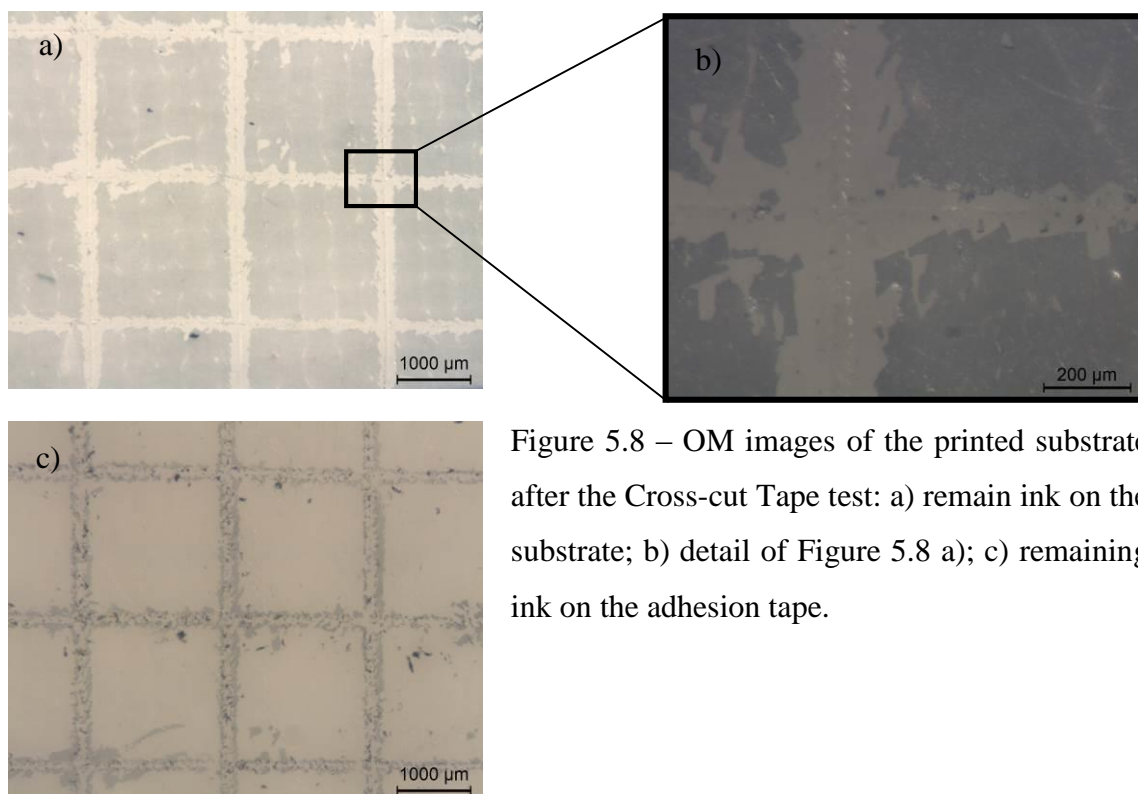 a)
1000 µm
b)
200 µm
c)
1000 µm
Figure 5.8 – OM images of the printed substrate
after the Cross-cut Tape test: a) remain ink on the
substrate; b) detail of Figure 5.8 a); c) remaining
ink on the adhesion tape.